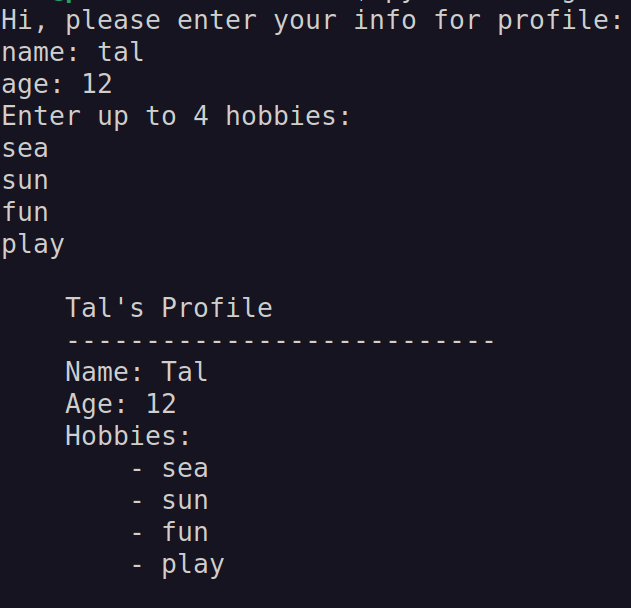 Hi, please enter your info for profile:
name: tal
age: 12
Enter up to 4 hobbies:
sea
sun
fun
play
Tal's Profile
---------------------------
Name: Tal
Age: 12
Hobbies:
- sea
- sun
- fun
- play